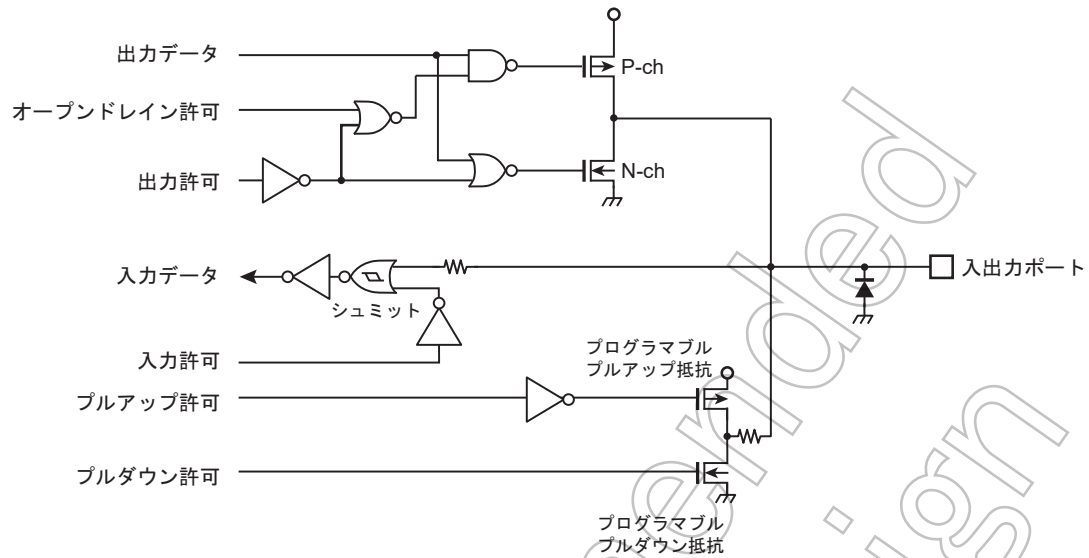 出力データ
P-ch
オープンドレイン許可
出力許可
N-ch
入力データ
シュミット
入出力ポート
入力許可
プログラマブル
プルアップ抵抗
プルアップ許可
プルダウン許可
プログラマブル
プルダウン抵抗
ended
sign